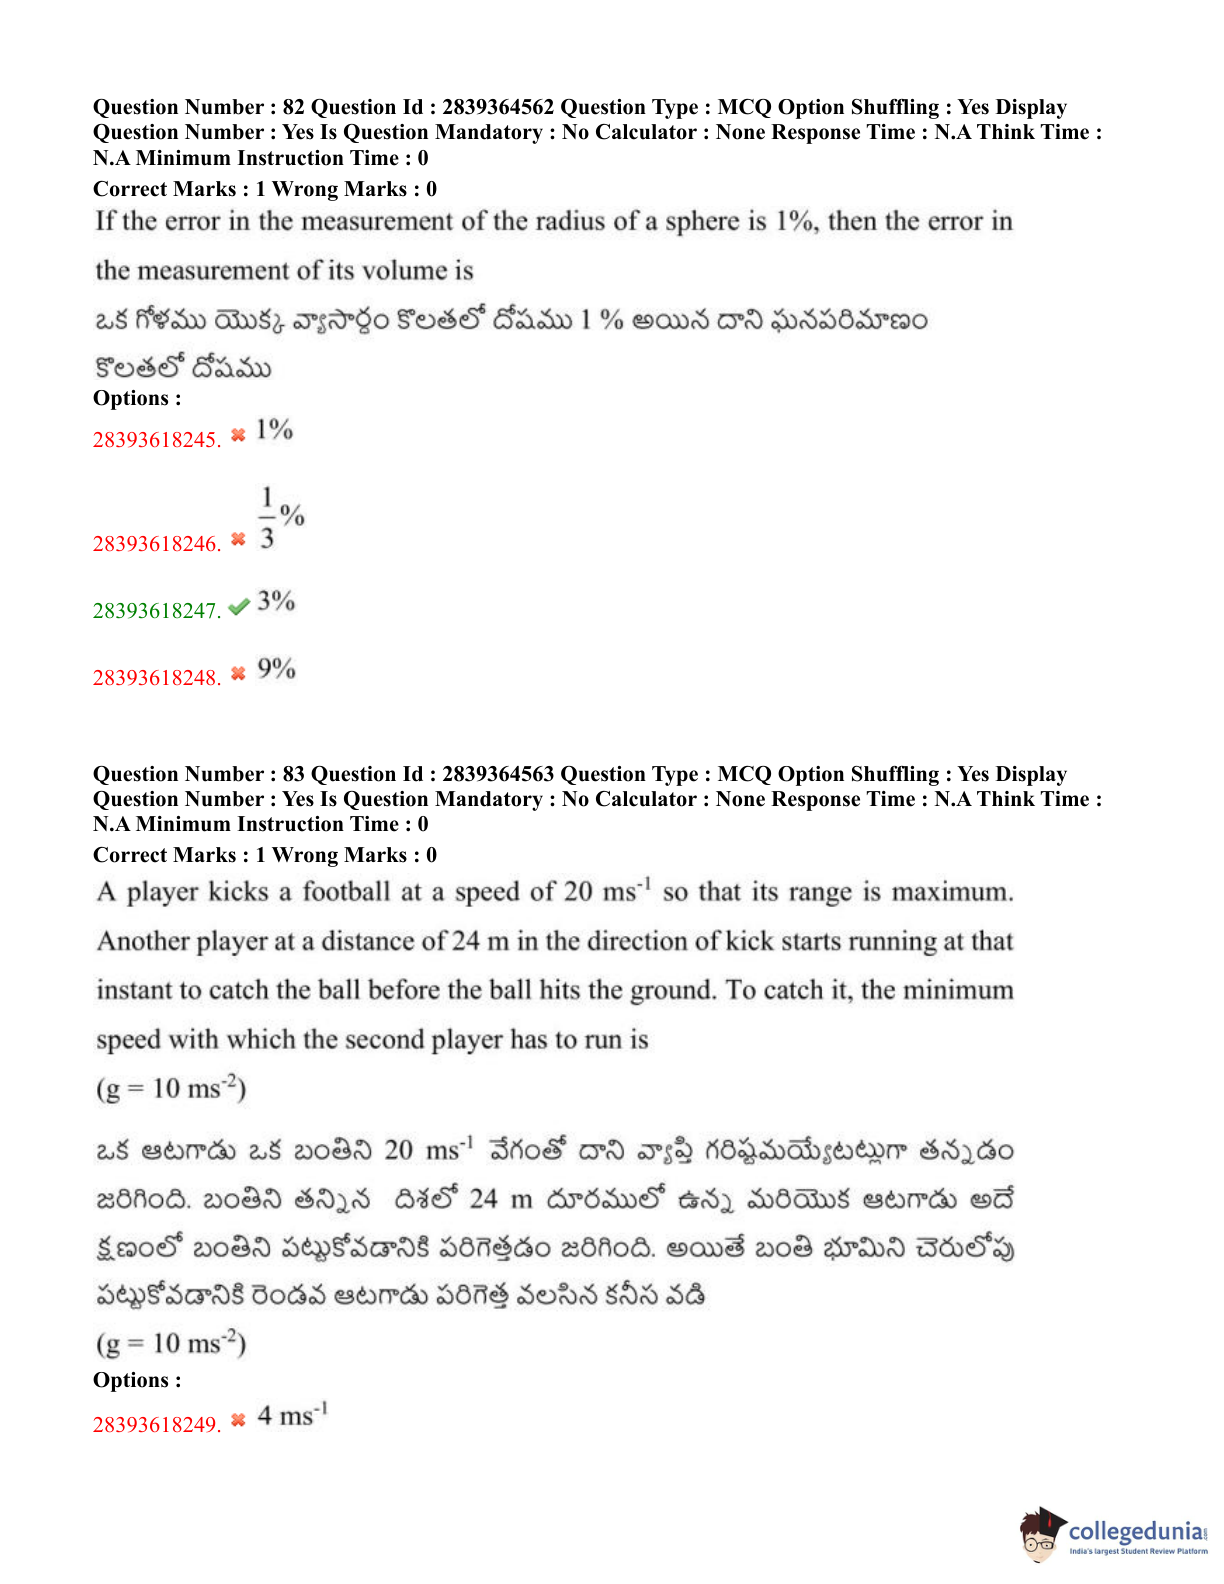 Question Number : 82 Question Id : 2839364562 Question Type : MCQ Option Shuffling : Yes Display
Question Number : Yes Is Question Mandatory : No Calculator : None Response Time : N.A Think Time :
N.A Minimum Instruction Time : 0
Correct Marks : 1 Wrong Marks : 0
If the error in the measurement of the radius of a sphere is 1%, then the error in
the measurement of its volume is
ఒక గోళము యొక్క వ్యాసార్ధం కొలతలో దోషము 1 % అయిన దాని ఘనపరిమాణం
కొలతలో దోషము
Options :
28393618245. 1%
28393618246. 1/3 %
28393618247. 3%
28393618248. 9%
Question Number : 83 Question Id : 2839364563 Question Type : MCQ Option Shuffling : Yes Display
Question Number : Yes Is Question Mandatory : No Calculator : None Response Time : N.A Think Time :
N.A Minimum Instruction Time : 0
Correct Marks : 1 Wrong Marks : 0
A player kicks a football at a speed of 20 ms⁻¹ so that its range is maximum.
Another player at a distance of 24 m in the direction of kick starts running at that
instant to catch the ball before the ball hits the ground. To catch it, the minimum
speed with which the second player has to run is
(g = 10 ms⁻²)
ఒక ఆటగాడు ఒక బంతిని 20 ms⁻¹ వేగంతో దాని వ్యాప్తి గరిష్టమయ్యేటట్లుగా తన్నడం
జరిగింది. బంతిని తన్నిన దిశలో 24 m దూరములో ఉన్న మరియొక ఆటగాడు అదే
క్షణంలో బంతిని పట్టుకోవడానికి పరిగెత్తడం జరిగింది. అయితే బంతి భూమిని చెరులోపు
పట్టుకోవడానికి రెండవ ఆటగాడు పరిగెత్త వలసిన కనీస వడి
(g = 10 ms⁻²)
Options :
28393618249. 4 ms⁻¹
collegedunia.com
India's largest Student Review Platform